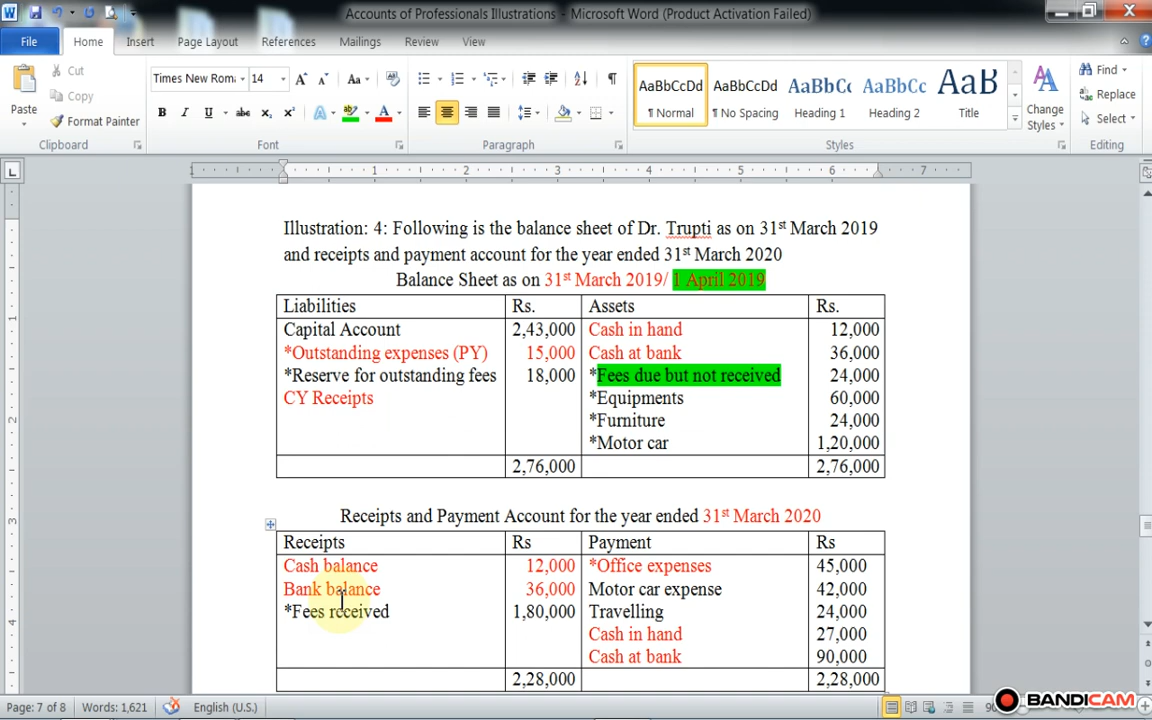 Accounts of Professionals Illustrations - Microsoft Word (Product Activation Failed)
File Home Insert Page Layout References Mailings Review View
Paste Cut Copy Format Painter
Times New Rom 14
AaBbCcDd AaBbCcDd AaBbCc AaBbCcDd AaB
¶ Normal ¶ No Spacing Heading 1 Heading 2 Title
Change Styles
Find Replace Select
Clipboard Font Paragraph Styles Editing
1 1 2 3 4 5 6 7
Illustration: 4: Following is the balance sheet of Dr. Trupti as on 31st March 2019
and receipts and payment account for the year ended 31st March 2020
Balance Sheet as on 31st March 2019/ 1 April 2019
Liabilities Rs. Assets Rs.
Capital Account 2,43,000 Cash in hand 12,000
*Outstanding expenses (PY) 15,000 Cash at bank 36,000
*Reserve for outstanding fees 18,000 *Fees due but not received 24,000
CY Receipts *Equipments 60,000
*Furniture 24,000
*Motor car 1,20,000
2,76,000 2,76,000
Receipts and Payment Account for the year ended 31st March 2020
Receipts Rs Payment Rs
Cash balance 12,000 *Office expenses 45,000
Bank balance 36,000 Motor car expense 42,000
*Fees received 1,80,000 Travelling 24,000
Cash in hand 27,000
Cash at bank 90,000
2,28,000 2,28,000
Page: 7 of 8 Words: 1,621 English (U.S.)
BANDICAM